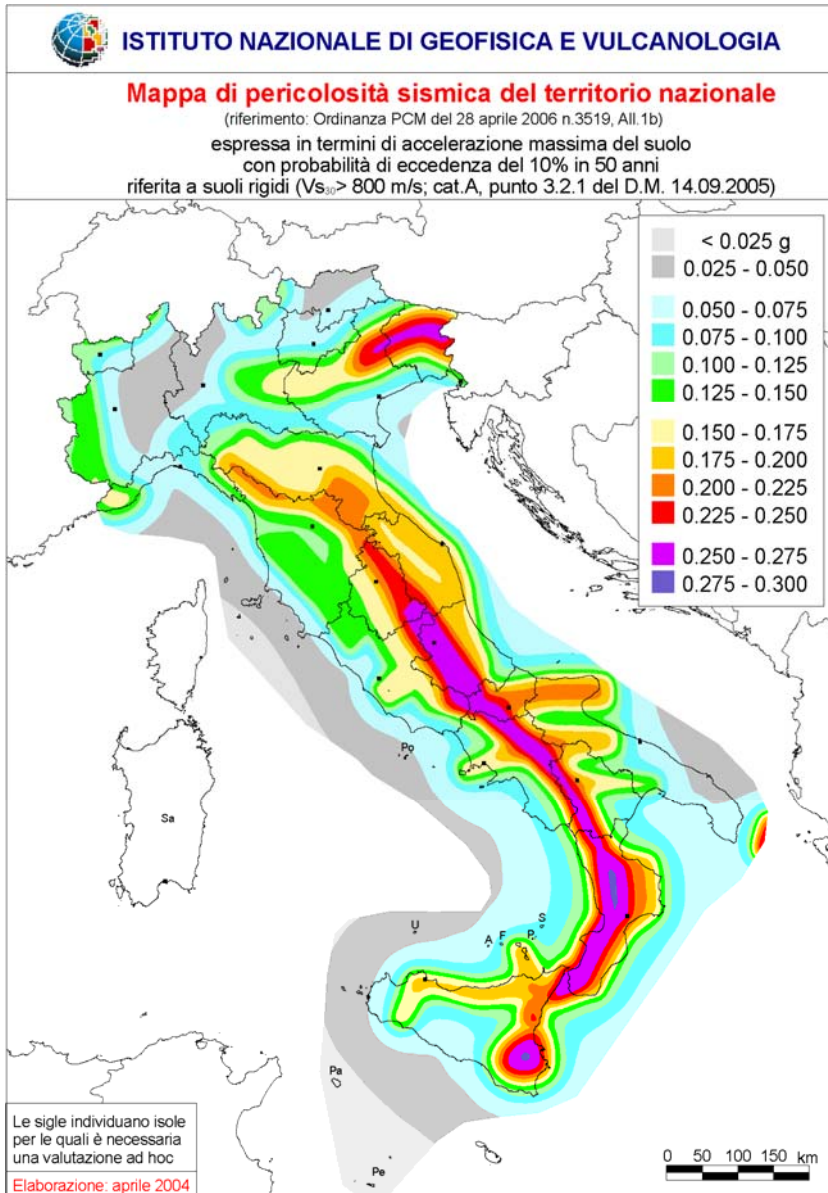 ISTITUTO NAZIONALE DI GEOFISICA E VULCANOLOGIA
Mappa di pericolosità sismica del territorio nazionale
(riferimento: Ordinanza PCM del 28 aprile 2006 n.3519, All.1b)
espressa in termini di accelerazione massima del suolo
con probabilità di eccedenza del 10% in 50 anni
riferita a suoli rigidi (Vs₃₀> 800 m/s; cat.A, punto 3.2.1 del D.M. 14.09.2005)
< 0.025 g
0.025 - 0.050
0.050 - 0.075
0.075 - 0.100
0.100 - 0.125
0.125 - 0.150
0.150 - 0.175
0.175 - 0.200
0.200 - 0.225
0.225 - 0.250
0.250 - 0.275
0.275 - 0.300
Po
Sa
U
A
F
P
S
Pa
Pe
Le sigle individuano isole
per le quali è necessaria
una valutazione ad hoc
Elaborazione: aprile 2004
0 50 100 150 km